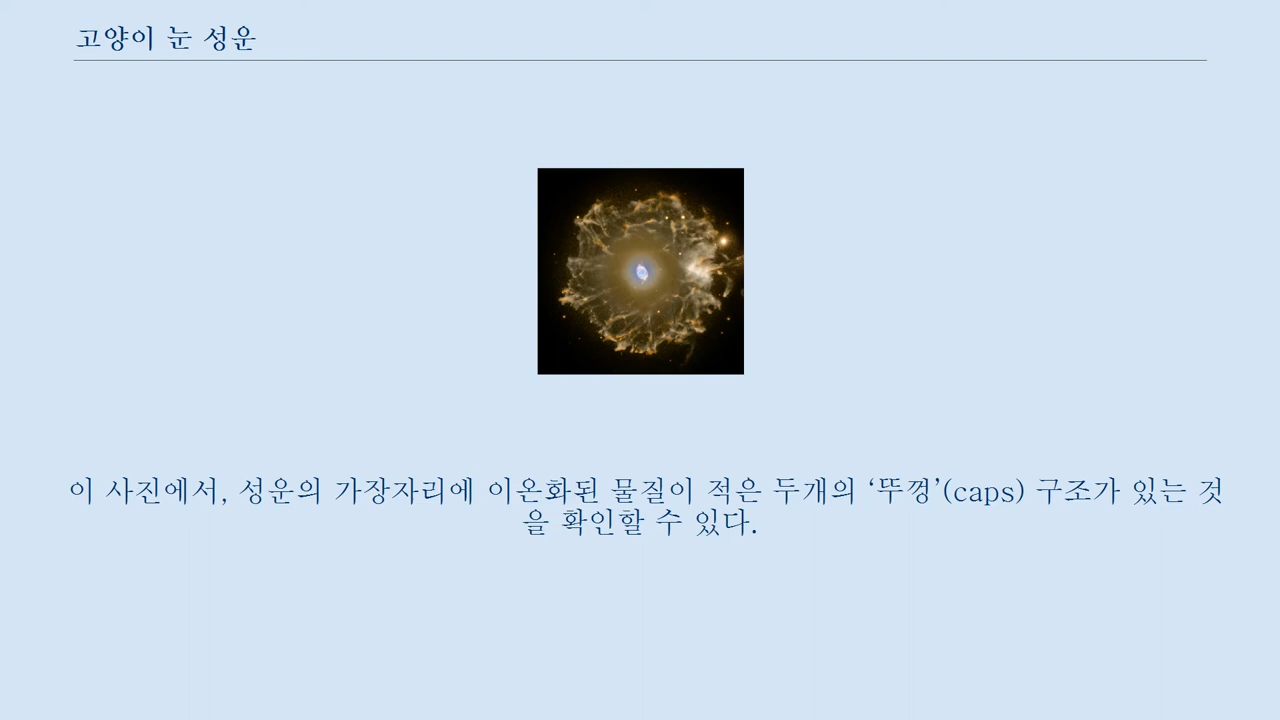 고양이 눈 성운
이 사진에서, 성운의 가장자리에 이온화된 물질이 적은 두개의 ‘뚜껑’(caps) 구조가 있는 것
을 확인할 수 있다.